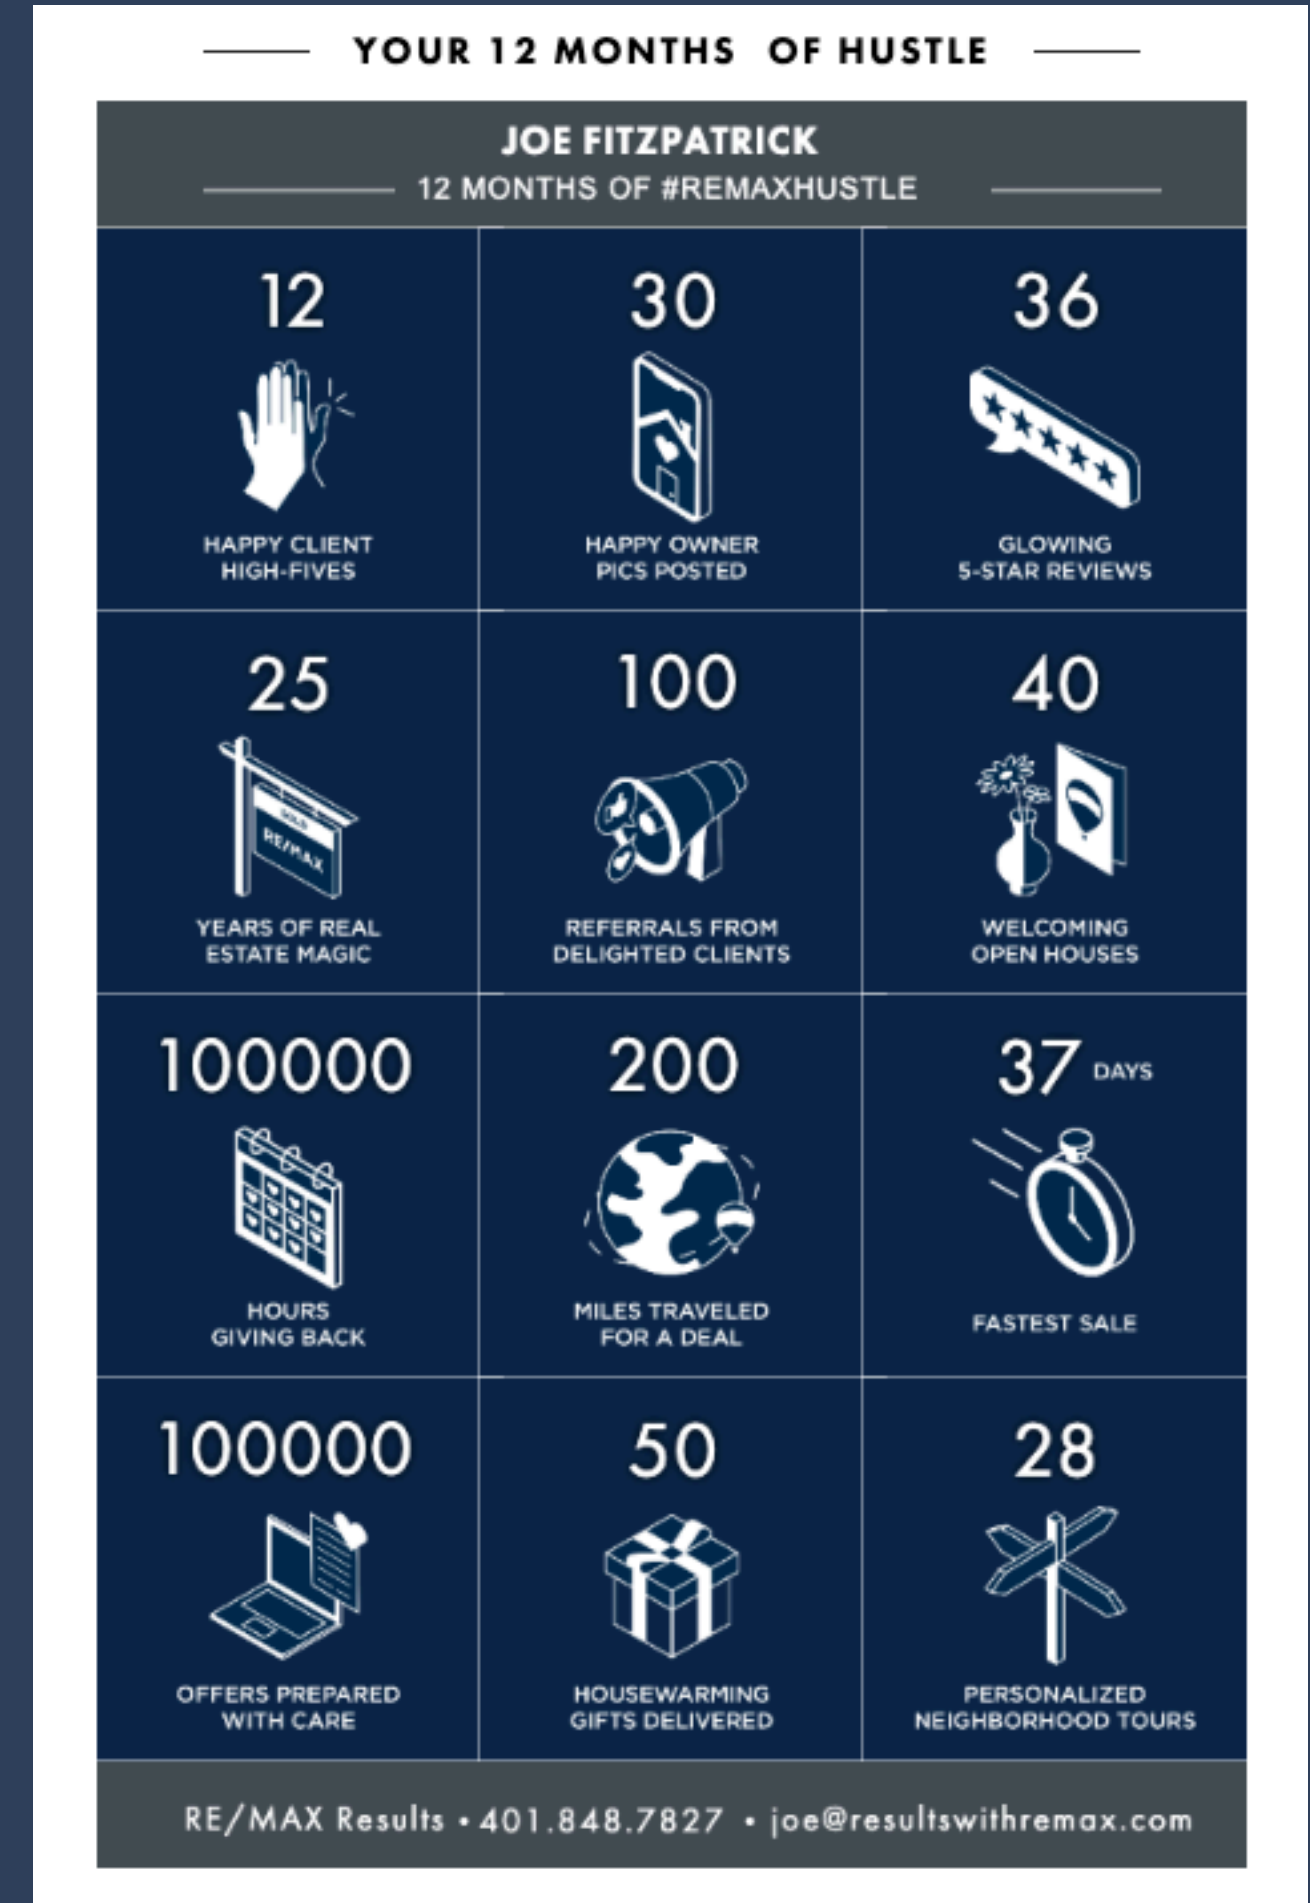 YOUR 12 MONTHS OF HUSTLE
JOE FITZPATRICK
12 MONTHS OF #REMAXHUSTLE
12
HAPPY CLIENT
HIGH-FIVES
30
HAPPY OWNER
PICS POSTED
36
GLOWING
5-STAR REVIEWS
25
SOLD
RE/MAX
YEARS OF REAL
ESTATE MAGIC
100
REFERRALS FROM
DELIGHTED CLIENTS
40
WELCOMING
OPEN HOUSES
100000
HOURS
GIVING BACK
200
MILES TRAVELED
FOR A DEAL
37 DAYS
FASTEST SALE
100000
OFFERS PREPARED
WITH CARE
50
HOUSEWARMING
GIFTS DELIVERED
28
PERSONALIZED
NEIGHBORHOOD TOURS
RE/MAX Results • 401.848.7827 • joe@resultswithremax.com